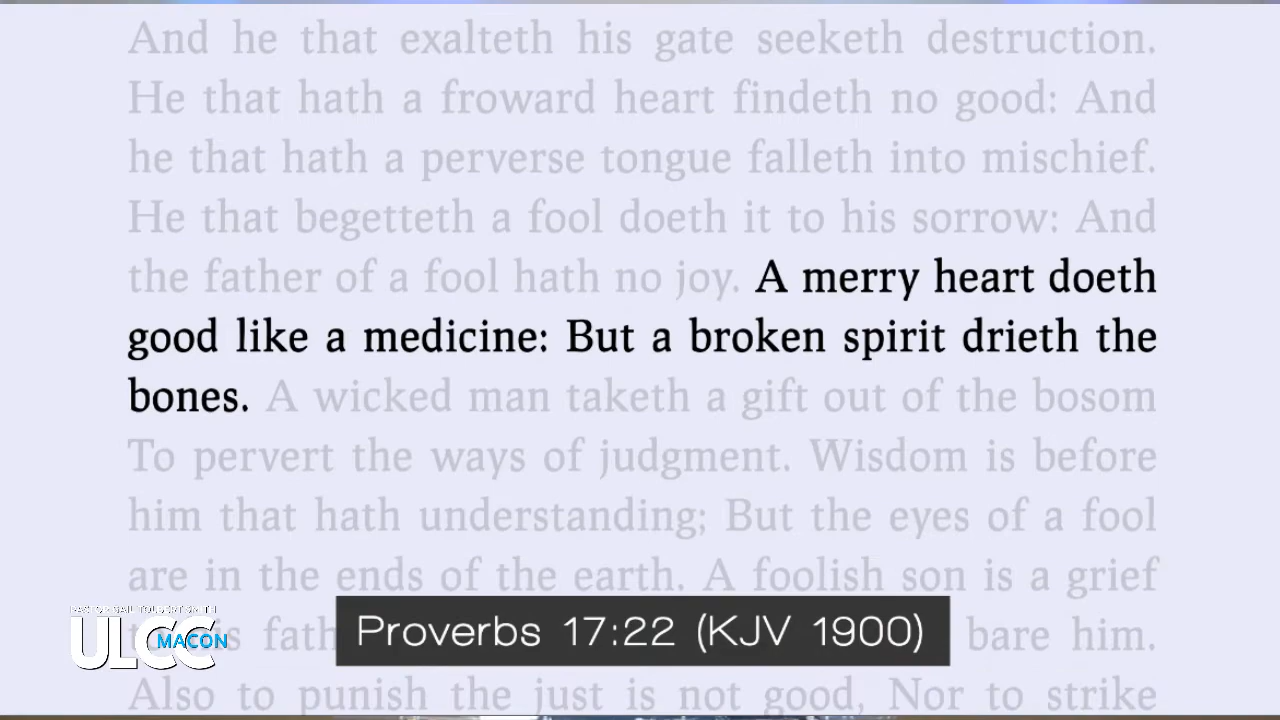 And he that exalteth his gate seeketh destruction.
He that hath a froward heart findeth no good: And
he that hath a perverse tongue falleth into mischief.
He that begetteth a fool doeth it to his sorrow: And
the father of a fool hath no joy. A merry heart doeth
good like a medicine: But a broken spirit drieth the
bones. A wicked man taketh a gift out of the bosom
To pervert the ways of judgment. Wisdom is before
him that hath understanding; But the eyes of a fool
are in the ends of the earth. A foolish son is a grief
bare him.
Proverbs 17:22 (KJV 1900)
ULCC MACON
Also to punish the just is not good, Nor to strike